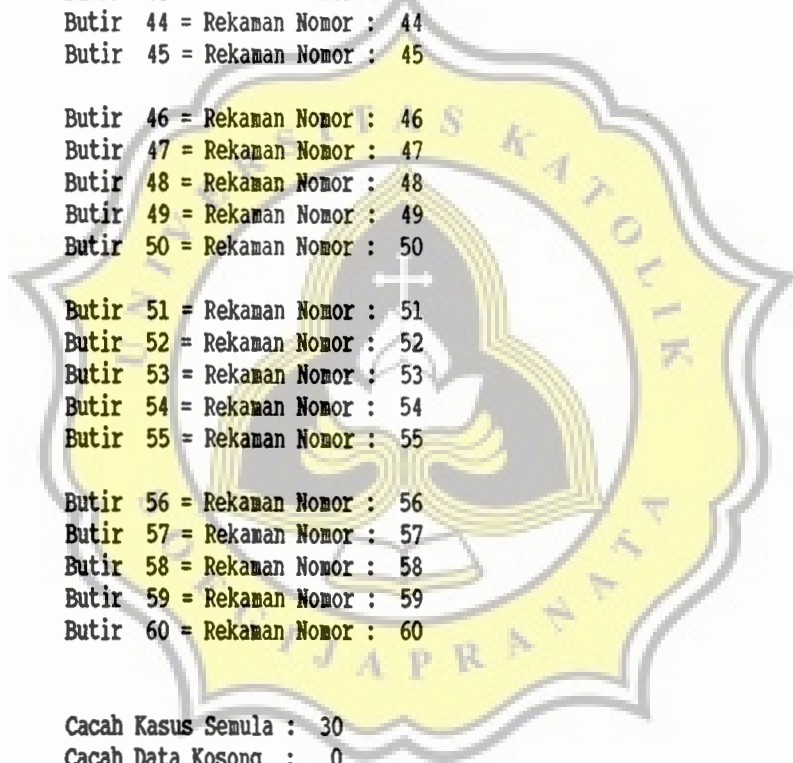 Butir 44 = Rekaman Nomor : 44
Butir 45 = Rekaman Nomor : 45
Butir 46 = Rekaman Nomor : 46
Butir 47 = Rekaman Nomor : 47
Butir 48 = Rekaman Nomor : 48
Butir 49 = Rekaman Nomor : 49
Butir 50 = Rekaman Nomor : 50
Butir 51 = Rekaman Nomor : 51
Butir 52 = Rekaman Nomor : 52
Butir 53 = Rekaman Nomor : 53
Butir 54 = Rekaman Nomor : 54
Butir 55 = Rekaman Nomor : 55
Butir 56 = Rekaman Nomor : 56
Butir 57 = Rekaman Nomor : 57
Butir 58 = Rekaman Nomor : 58
Butir 59 = Rekaman Nomor : 59
Butir 60 = Rekaman Nomor : 60
Cacah Kasus Semula : 30
Cacah Data Kosong : 0
UNIVERSITAS KATOLIK
SOEGIJAPRANATA